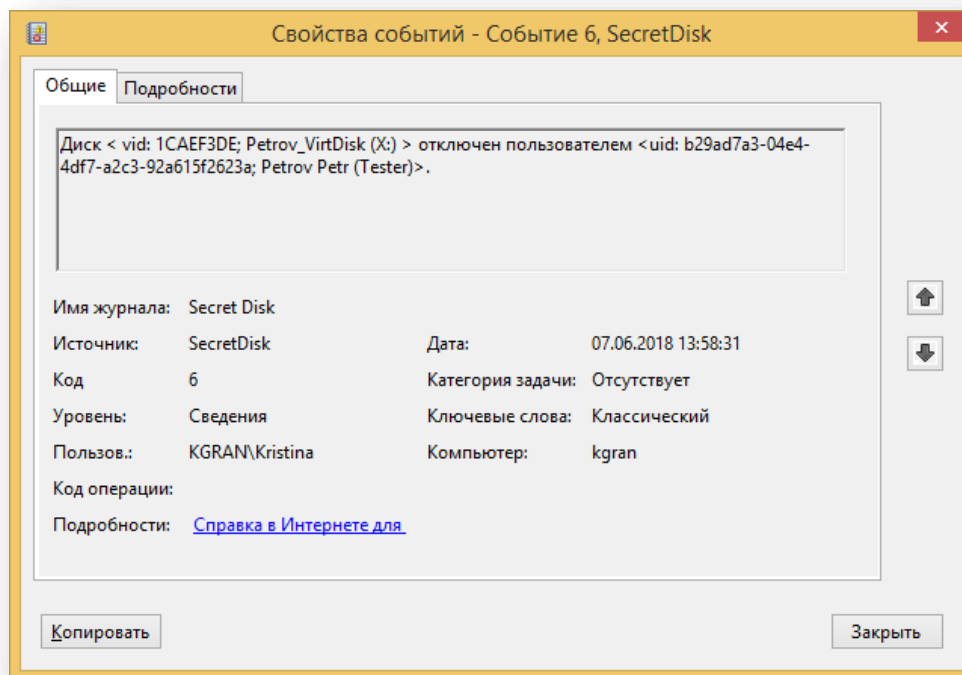 Свойства событий - Событие 6, SecretDisk
Общие Подробности
Диск < vid: 1CAEF3DE; Petrov_VirtDisk (X:) > отключен пользователем <uid: b29ad7a3-04e4-
4df7-a2c3-92a615f2623a; Petrov Petr (Tester)>.
Имя журнала: Secret Disk
Источник: SecretDisk Дата: 07.06.2018 13:58:31
Код 6 Категория задачи: Отсутствует
Уровень: Сведения Ключевые слова: Классический
Пользов.: KGRAN\Kristina Компьютер: kgran
Код операции:
Подробности: Справка в Интернете для
Копировать Закрыть